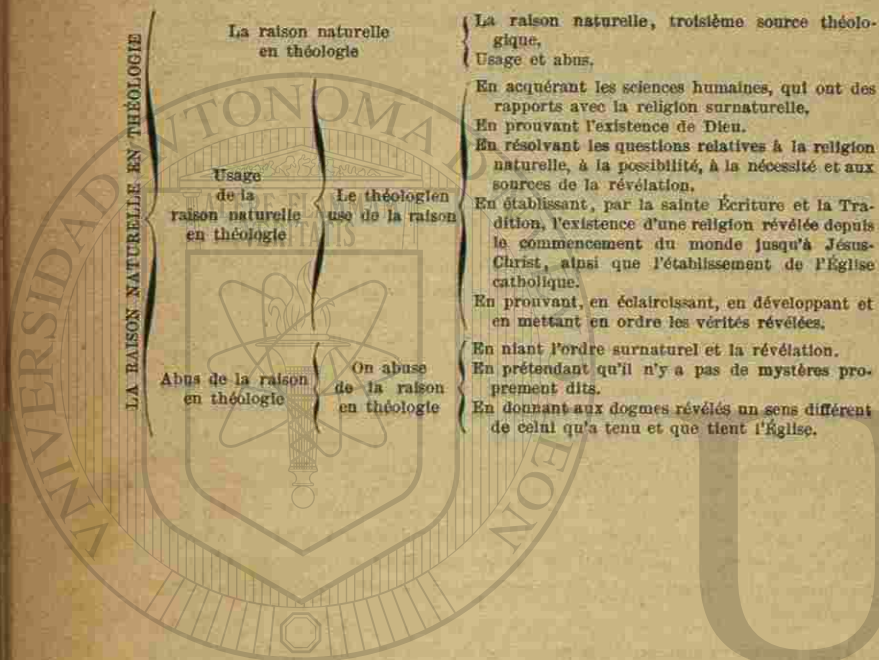 LA RAISON NATURELLE EN THÉOLOGIE
La raison naturelle
en théologie
La raison naturelle, troisième source théolo-
gique.
Usage et abus.
Usage
de la
raison naturelle
en théologie
Le théologien
use de la raison
En acquérant les sciences humaines, qui ont des
rapports avec la religion surnaturelle.
En prouvant l'existence de Dieu.
En résolvant les questions relatives à la religion
naturelle, à la possibilité, à la nécessité et aux
sources de la révélation.
En établissant, par la sainte Écriture et la Tra-
dition, l'existence d'une religion révélée depuis
le commencement du monde jusqu'à Jésus-
Christ, ainsi que l'établissement de l'Église
catholique.
En prouvant, en éclaircissant, en développant et
en mettant en ordre les vérités révélées.
Abus de la raison
en théologie
On abuse
de la raison
en théologie
En niant l'ordre surnaturel et la révélation.
En prétendant qu'il n'y a pas de mystères pro-
prement dits.
En donnant aux dogmes révélés un sens différent
de celui qu'a tenu et que tient l'Église.
UNIVERSIDAD AUTONOMA
LEON
ALERE FLAMMAM
VERITATIS
U